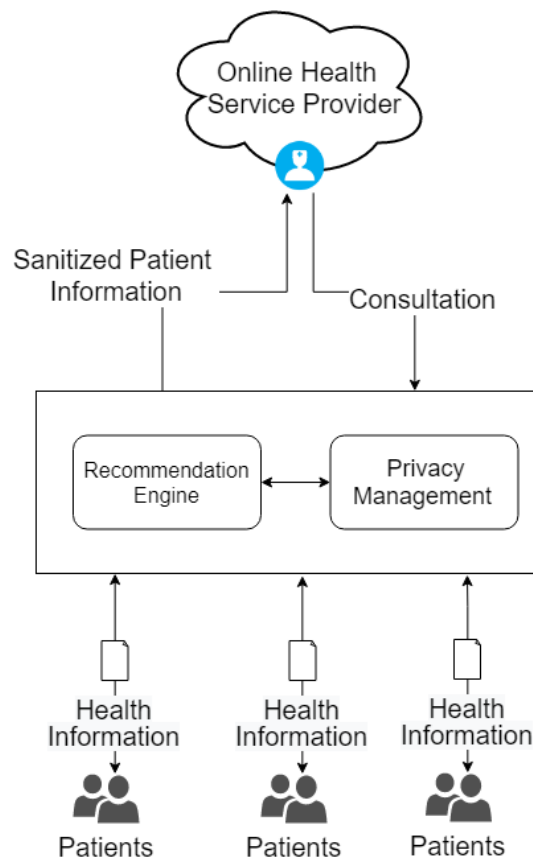 Online Health
Service Provider
Sanitized Patient
Information
Consultation
Recommendation
Engine
Privacy
Management
Health
Information
Health
Information
Health
Information
Patients
Patients
Patients